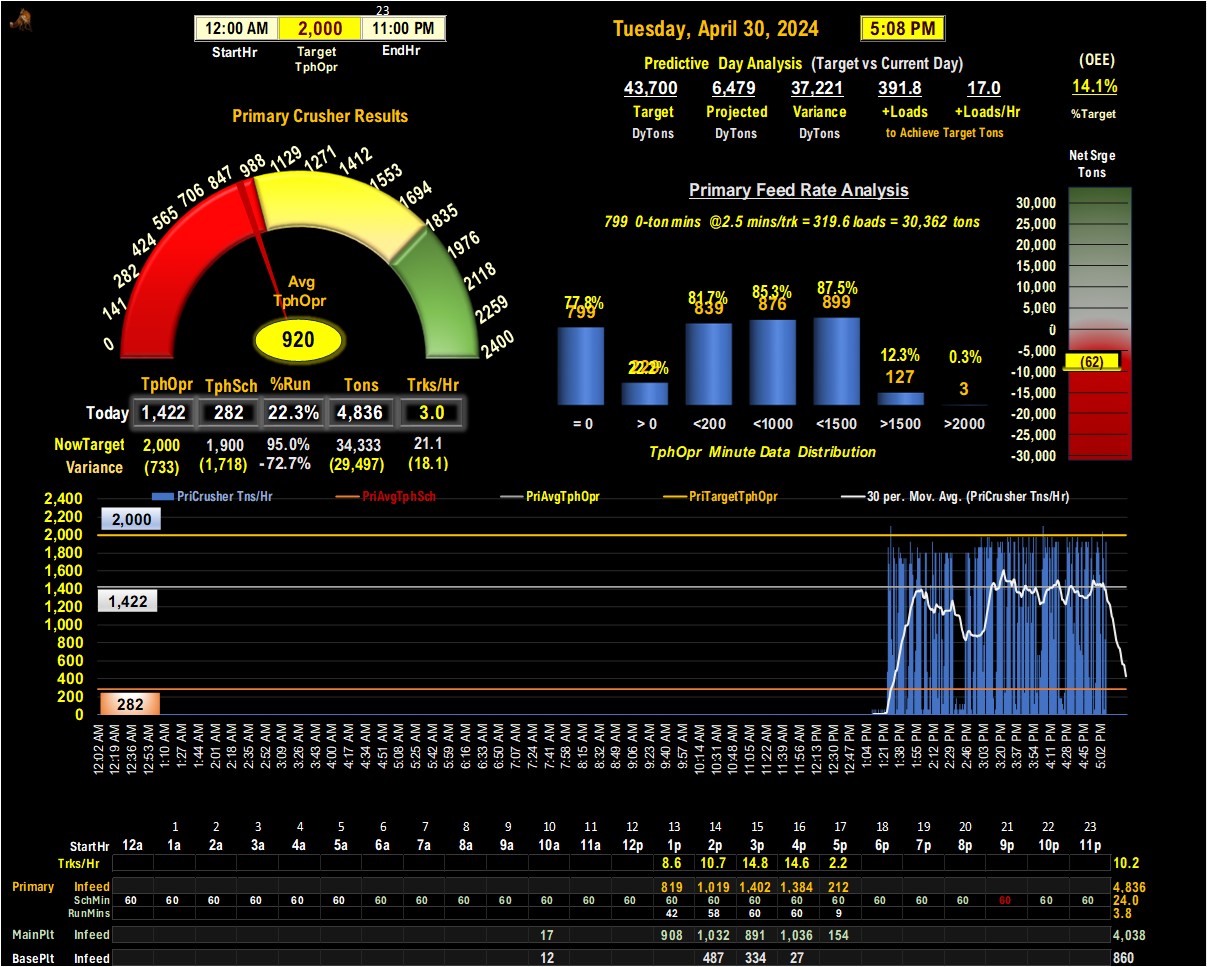 23
12:00 AM 2,000 11:00 PM
StartHr Target TphOpr EndHr
Tuesday, April 30, 2024 5:08 PM
Predictive Day Analysis (Target vs Current Day)
43,700 6,479 37,221 391.8 17.0
Target Projected Variance +Loads +Loads/Hr
DyTons DyTons DyTons to Achieve Target Tons
(OEE)
14.1%
%Target
Primary Crusher Results
0 141 282 424 565 706 847 988 1129 1271 1412 1553 1694 1835 1976 2118 2259 2400
Avg
TphOpr
920
TphOpr TphSch %Run Tons Trks/Hr
Today 1,422 282 22.3% 4,836 3.0
NowTarget 2,000 1,900 95.0% 34,333 21.1
Variance (733) (1,718) -72.7% (29,497) (18.1)
Primary Feed Rate Analysis
799 0-ton mins @2.5 mins/trk = 319.6 loads = 30,362 tons
77.8% 22.2% 81.7% 85.3% 87.5% 12.3% 0.3%
799 839 876 899 127 3
= 0 > 0 <200 <1000 <1500 >1500 >2000
TphOpr Minute Data Distribution
Net Srge
Tons
30,000
25,000
20,000
15,000
10,000
5,000
0
-5,000
(62)
-10,000
-15,000
-20,000
-25,000
-30,000
PriCrusher Tns/Hr PriAvgTphSch PriAvgTphOpr PriTargetTphOpr 30 per. Mov. Avg. (PriCrusher Tns/Hr)
2,400
2,200
2,000
1,800
1,600
1,400
1,200
1,000
800
600
400
200
0
2,000
1,422
282
12:02 AM 12:19 AM 12:36 AM 12:53 AM 1:10 AM 1:27 AM 1:44 AM 2:01 AM 2:18 AM 2:35 AM 2:52 AM 3:09 AM 3:26 AM 3:43 AM 4:00 AM 4:17 AM 4:34 AM 4:51 AM 5:08 AM 5:25 AM 5:42 AM 5:59 AM 6:16 AM 6:33 AM 6:50 AM 7:07 AM 7:24 AM 7:41 AM 7:58 AM 8:15 AM 8:32 AM 8:49 AM 9:06 AM 9:23 AM 9:40 AM 9:57 AM 10:14 AM 10:31 AM 10:48 AM 11:05 AM 11:22 AM 11:39 AM 11:56 AM 12:13 PM 12:30 PM 12:47 PM 1:04 PM 1:21 PM 1:38 PM 1:55 PM 2:12 PM 2:29 PM 2:46 PM 3:03 PM 3:20 PM 3:37 PM 3:54 PM 4:11 PM 4:28 PM 4:45 PM 5:02 PM
1 2 3 4 5 6 7 8 9 10 11 12 13 14 15 16 17 18 19 20 21 22 23
StartHr 12a 1a 2a 3a 4a 5a 6a 7a 8a 9a 10a 11a 12p 1p 2p 3p 4p 5p 6p 7p 8p 9p 10p 11p
Trks/Hr 8.6 10.7 14.8 14.6 2.2 10.2
Primary Infeed 819 1,019 1,402 1,384 212 4,836
SchMin 60 60 60 60 60 60 60 60 60 60 60 60 60 60 60 60 60 60 60 60 60 60 60 60 24.0
RunMins 42 58 60 60 9 3.8
MainPlt Infeed 17 908 1,032 891 1,036 154 4,038
BasePlt Infeed 12 487 334 27 860